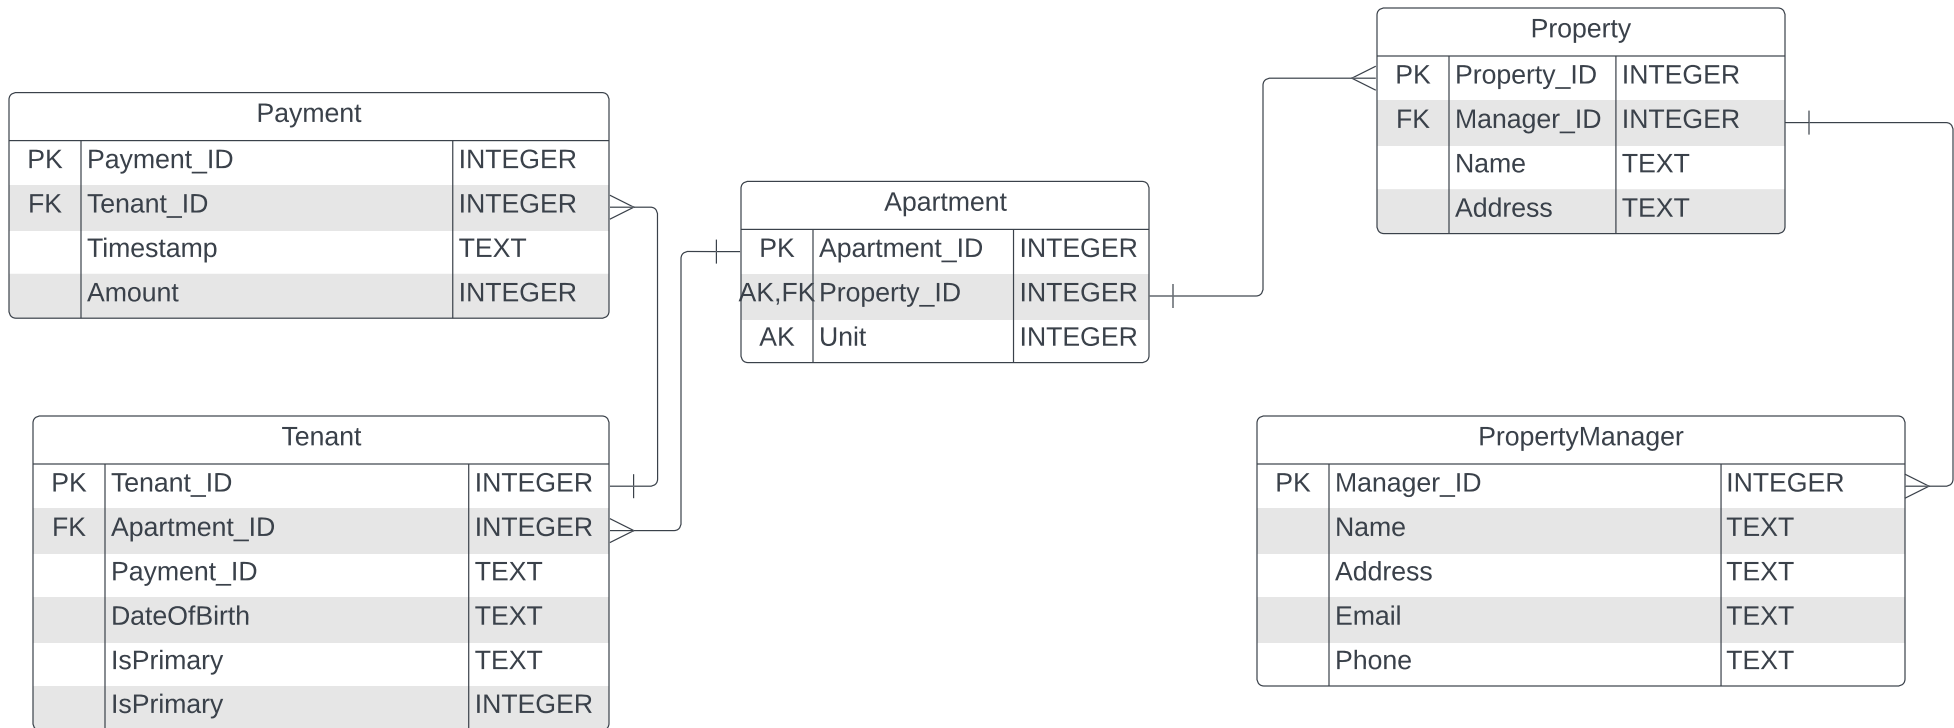 Payment
PK Payment_ID INTEGER
FK Tenant_ID INTEGER
Timestamp TEXT
Amount INTEGER
Tenant
PK Tenant_ID INTEGER
FK Apartment_ID INTEGER
Payment_ID TEXT
DateOfBirth TEXT
IsPrimary TEXT
IsPrimary INTEGER
Apartment
PK Apartment_ID INTEGER
AK,FK Property_ID INTEGER
AK Unit INTEGER
Property
PK Property_ID INTEGER
FK Manager_ID INTEGER
Name TEXT
Address TEXT
PropertyManager
PK Manager_ID INTEGER
Name TEXT
Address TEXT
Email TEXT
Phone TEXT